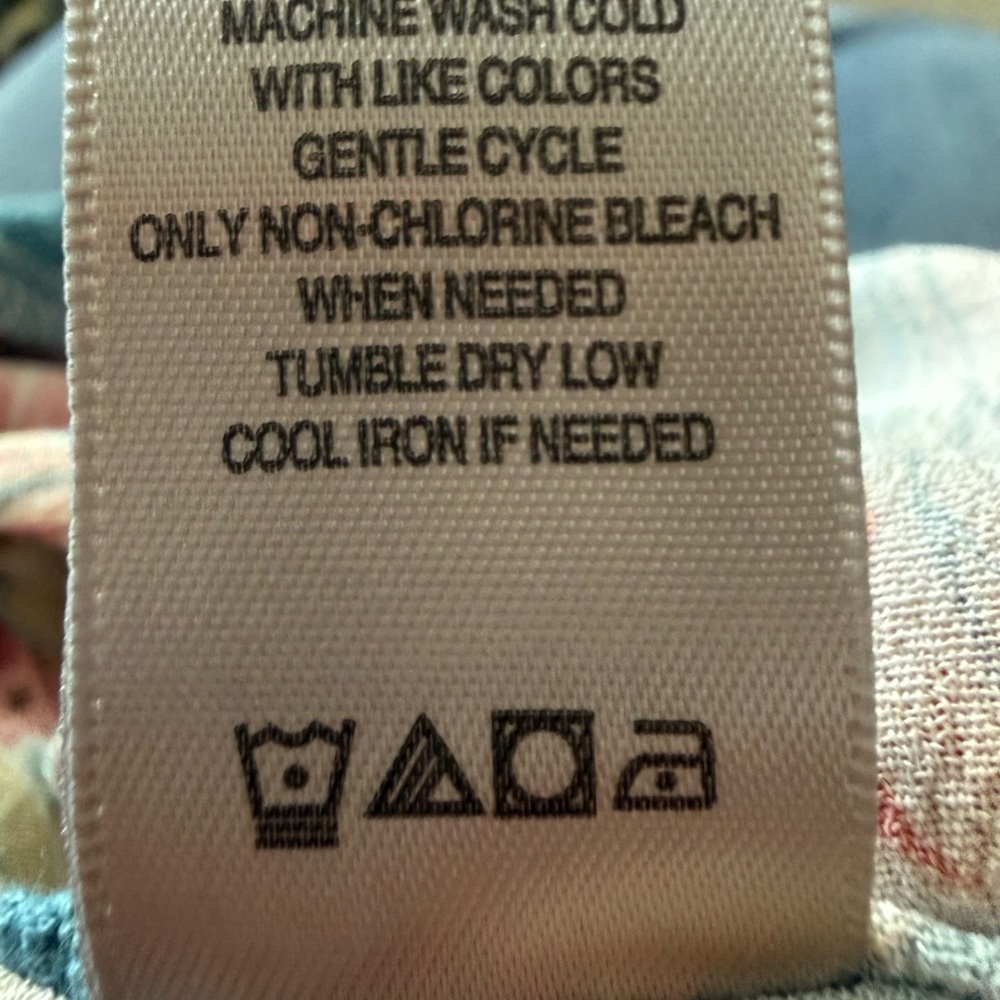 MACHINE WASH COLD
WITH LIKE COLORS
GENTLE CYCLE
ONLY NON-CHLORINE BLEACH
WHEN NEEDED
TUMBLE DRY LOW
COOL IRON IF NEEDED